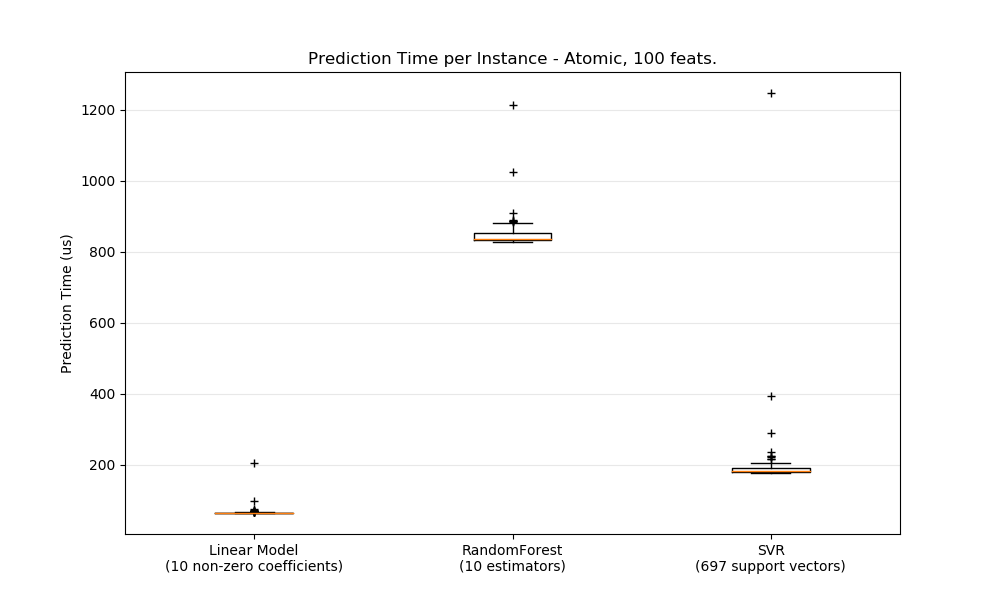 Prediction Time per Instance - Atomic, 100 feats.
Prediction Time (us)
1200
1000
800
600
400
200
Linear Model
(10 non-zero coefficients)
RandomForest
(10 estimators)
SVR
(697 support vectors)